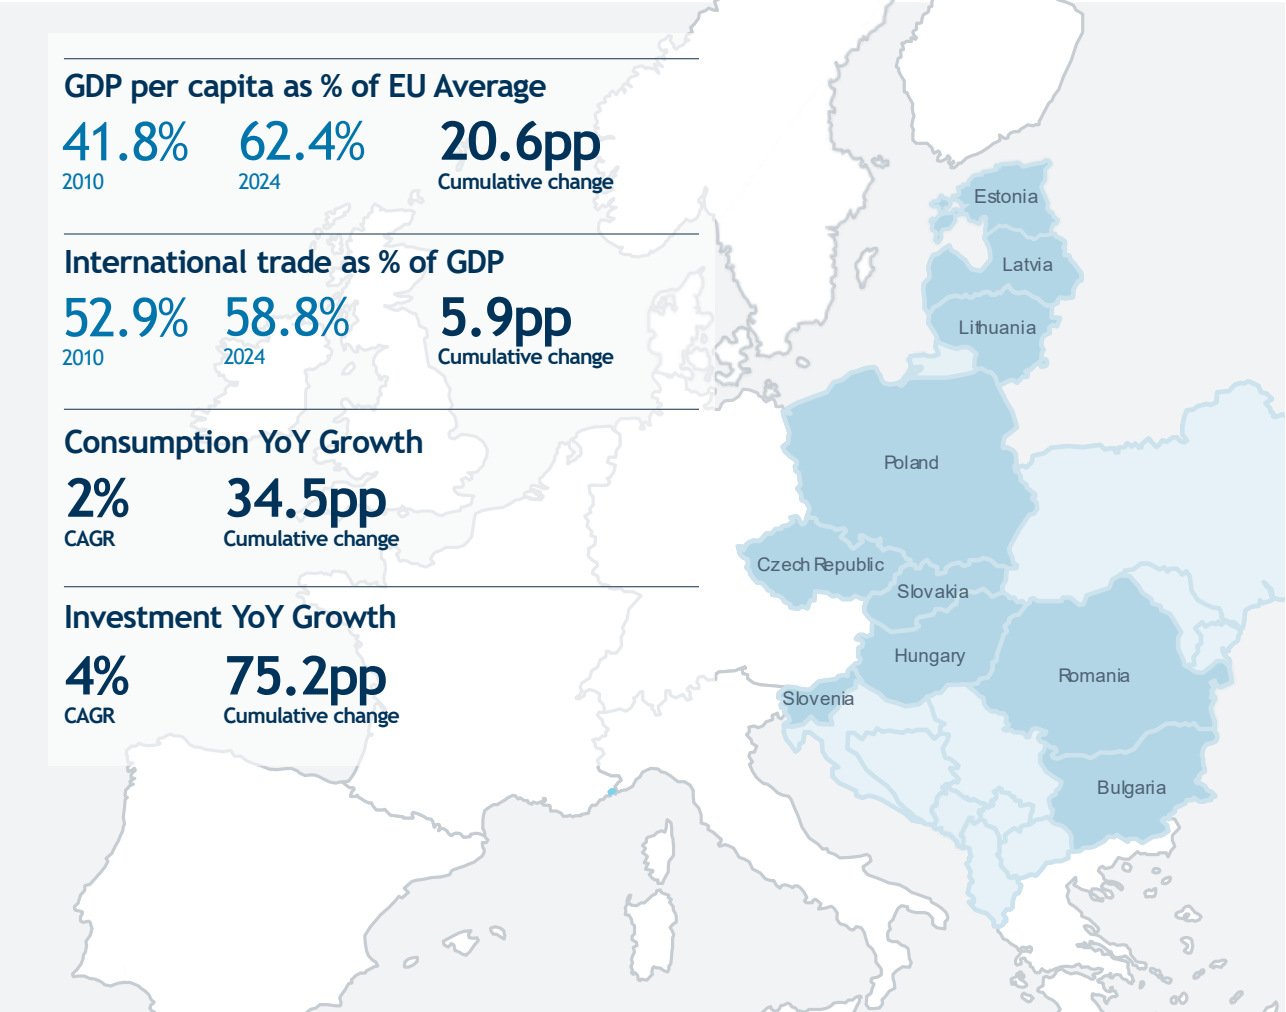 GDP per capita as % of EU Average
41.8% 62.4% 20.6pp
2010 2024 Cumulative change
International trade as % of GDP
52.9% 58.8% 5.9pp
2010 2024 Cumulative change
Consumption YoY Growth
2% 34.5pp
CAGR Cumulative change
Investment YoY Growth
4% 75.2pp
CAGR Cumulative change
Estonia
Latvia
Lithuania
Poland
Czech Republic
Slovakia
Hungary
Romania
Slovenia
Bulgaria